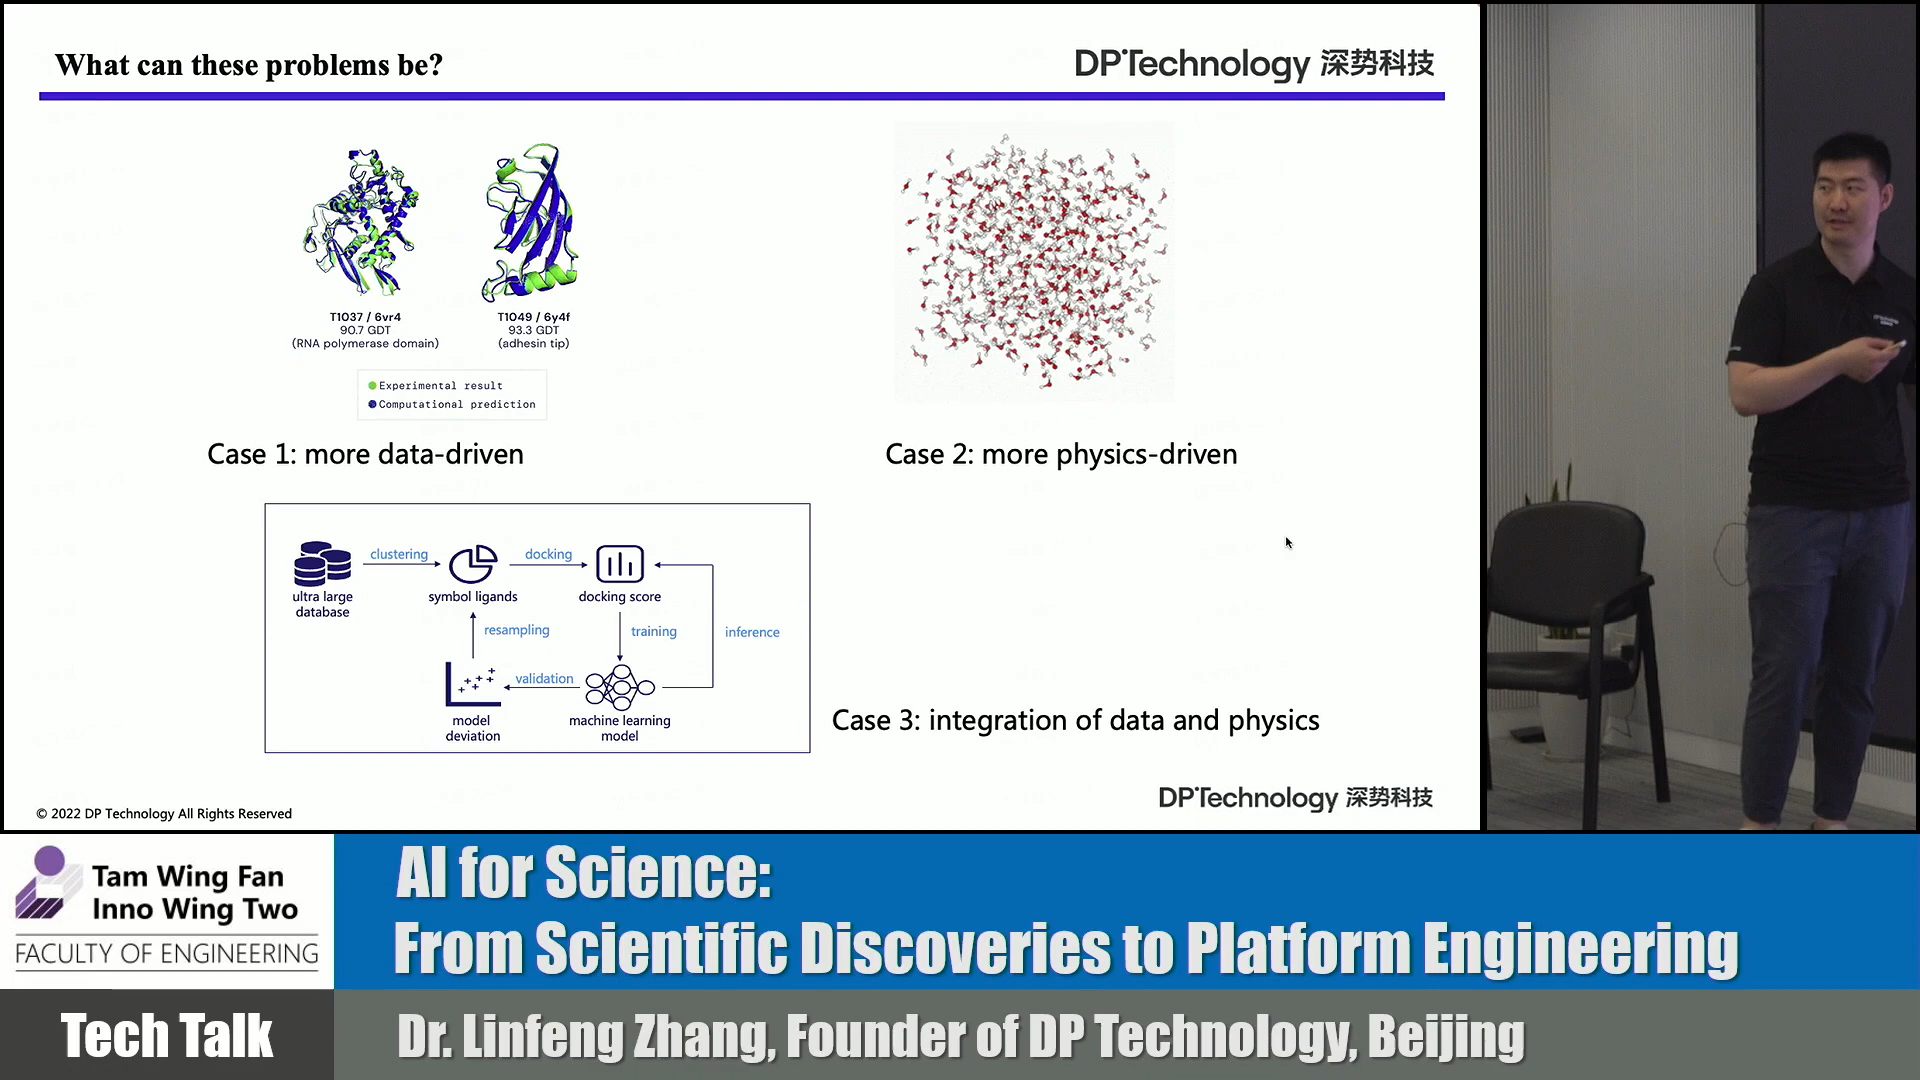 What can these problems be?
DP Technology 深势科技
T1037 / 6vr4
90.7 GDT
(RNA polymerase domain)
T1049 / 6y4f
93.3 GDT
(adhesin tip)
Experimental result
Computational prediction
Case 1: more data-driven
Case 2: more physics-driven
clustering
docking
ultra large
database
symbol ligands
docking score
resampling
training
inference
validation
model
deviation
machine learning
model
Case 3: integration of data and physics
DP Technology 深势科技
© 2022 DP Technology All Rights Reserved
Tam Wing Fan
Inno Wing Two
FACULTY OF ENGINEERING
AI for Science:
From Scientific Discoveries to Platform Engineering
Tech Talk
Dr. Linfeng Zhang, Founder of DP Technology, Beijing